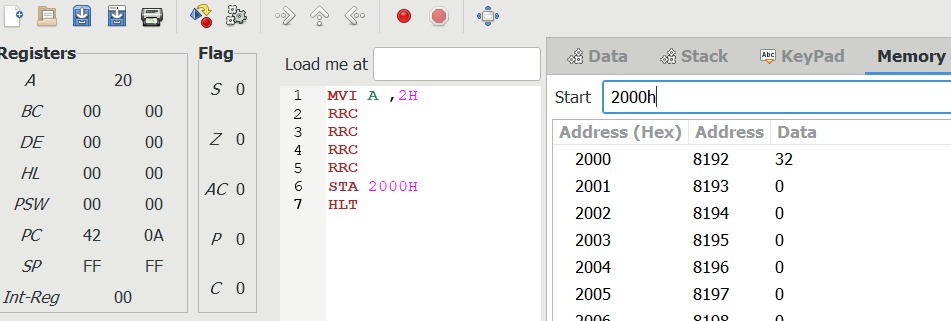 Registers
A 20
BC 00 00
DE 00 00
HL 00 00
PSW 00 00
PC 42 0A
SP FF FF
Int-Reg 00
Flag
S 0
Z 0
AC 0
P 0
C 0
Load me at
1 MVI A ,2H
2 RRC
3 RRC
4 RRC
5 RRC
6 STA 2000H
7 HLT
Data Stack Abc KeyPad Memory
Start 2000h
Address (Hex) Address Data
2000 8192 32
2001 8193 0
2002 8194 0
2003 8195 0
2004 8196 0
2005 8197 0
2006 8198 0